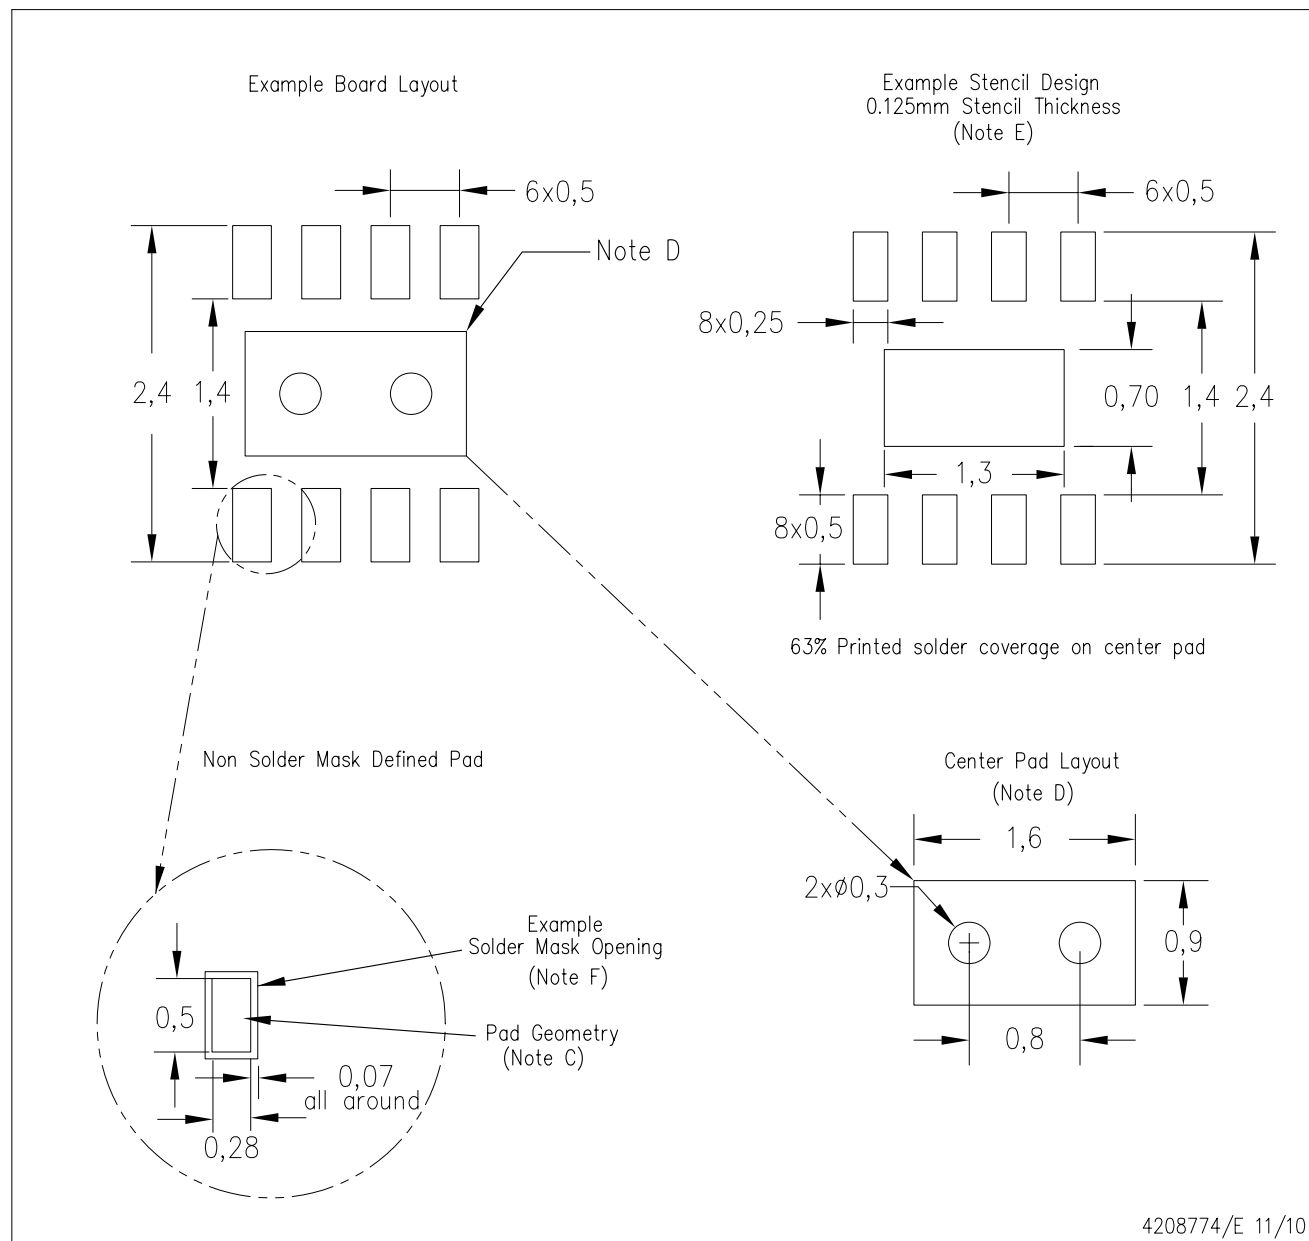 Example Board Layout
6x0,5
Note D
2,4
1,4
Example Stencil Design
0.125mm Stencil Thickness
(Note E)
6x0,5
8x0,25
0,70
1,4
2,4
1,3
8x0,5
63% Printed solder coverage on center pad
Non Solder Mask Defined Pad
Example
Solder Mask Opening
(Note F)
0,5
Pad Geometry
(Note C)
0,07
all around
0,28
Center Pad Layout
(Note D)
1,6
2xø0,3
0,9
0,8
4208774/E 11/10